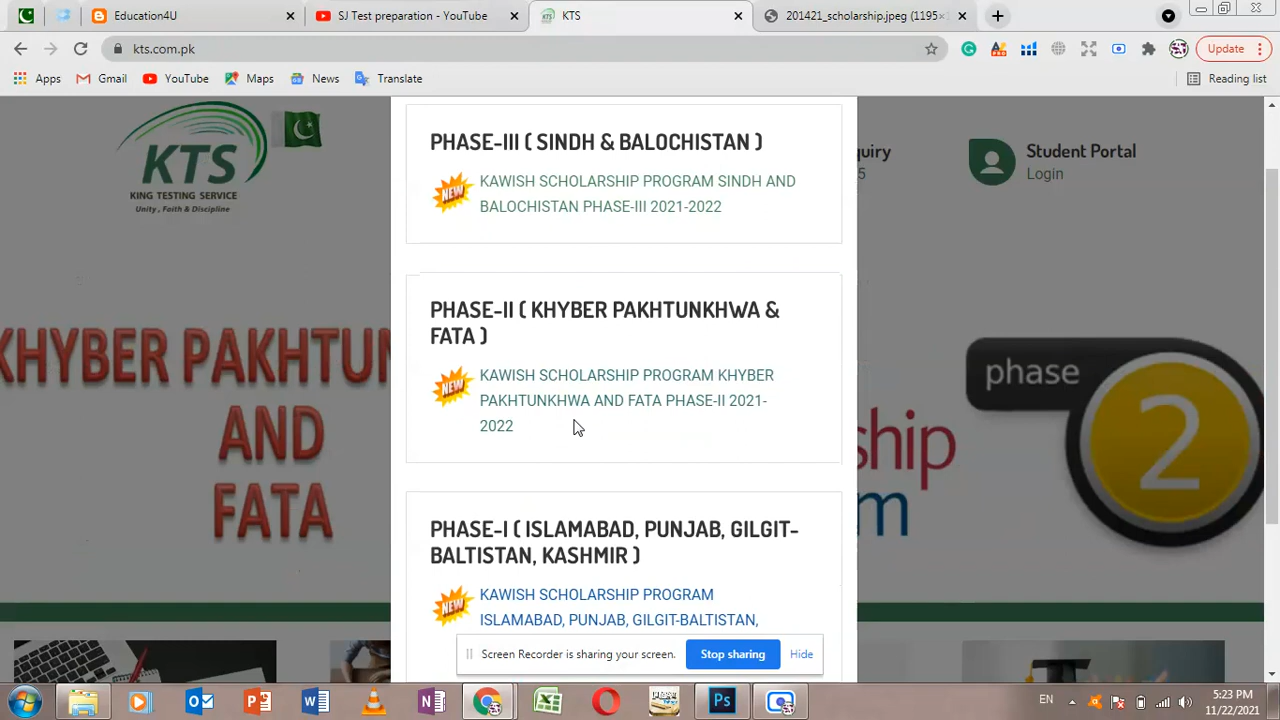 Education4U
SJ Test preparation - YouTube
KTS
201421_scholarship.jpeg (1195×
kts.com.pk
Update
Apps
Gmail
YouTube
Maps
News
Translate
Reading list
KTS
KING TESTING SERVICE
Unity, Faith & Discipline
quiry
5
Student Portal
Login
PHASE-III ( SINDH & BALOCHISTAN )
NEW
KAWISH SCHOLARSHIP PROGRAM SINDH AND
BALOCHISTAN PHASE-III 2021-2022
PHASE-II ( KHYBER PAKHTUNKHWA &
FATA )
NEW
KAWISH SCHOLARSHIP PROGRAM KHYBER
PAKHTUNKHWA AND FATA PHASE-II 2021-
2022
PHASE-I ( ISLAMABAD, PUNJAB, GILGIT-
BALTISTAN, KASHMIR )
NEW
KAWISH SCHOLARSHIP PROGRAM
ISLAMABAD, PUNJAB, GILGIT-BALTISTAN,
KHYBER PAKHTUN
AND
FATA
phase
2
ship
m
Screen Recorder is sharing your screen.
Stop sharing
Hide
EN
5:23 PM
11/22/2021